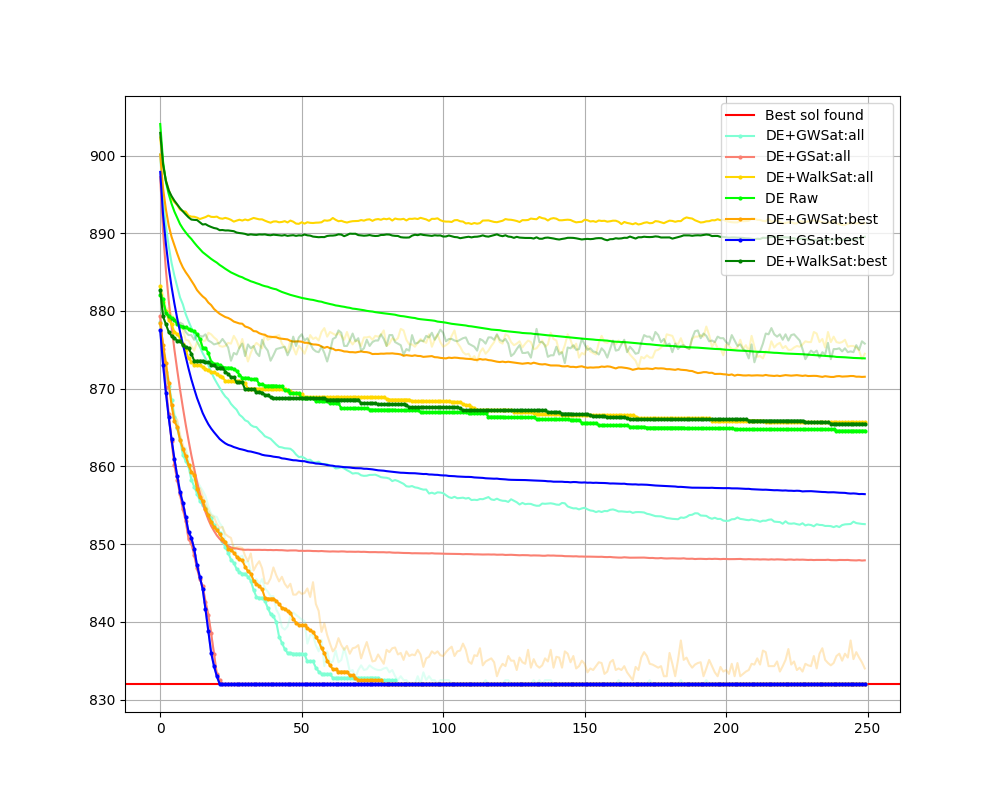 Best sol found
DE+GWSat:all
DE+GSat:all
DE+WalkSat:all
DE Raw
DE+GWSat:best
DE+GSat:best
DE+WalkSat:best
900
890
880
870
860
850
840
830
0 50 100 150 200 250